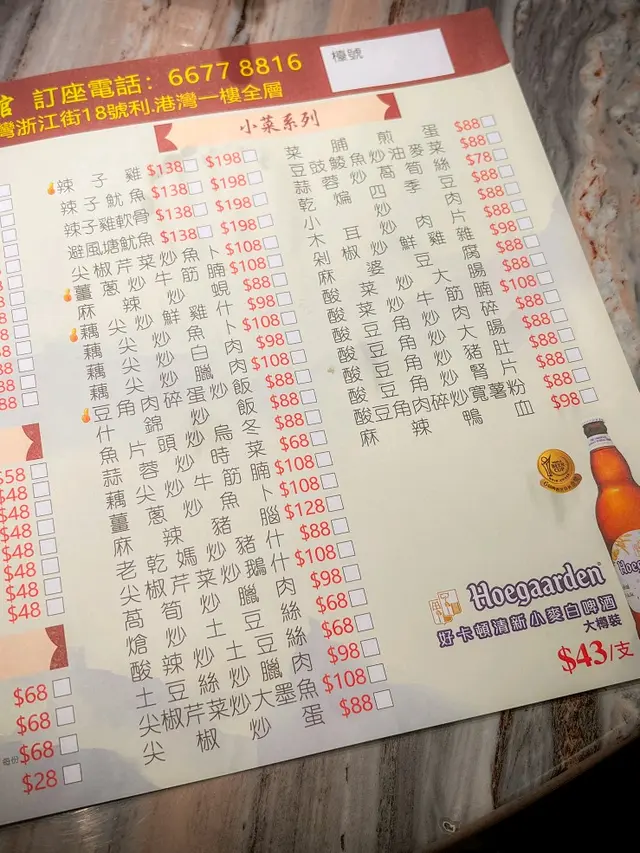 館 訂座電話：6677 8816
灣浙江街18號利.港灣一樓全層
檯號
小菜系列
辣子雞 $138 $198
辣子魷魚 $138 $198
辣子雞軟骨 $138 $198
避風塘魷魚 $138 $198
尖椒芹菜炒魚卜 $108
薑蔥炒牛筋腩 $108
麻辣炒蜆 $88
藕尖炒鮮雞什 $98
藕尖炒魚卜 $108
藕尖炒白肉 $98
藕尖炒臘肉 $108
豆角肉碎蛋炒飯 $88
什錦炒飯 $88
魚片頭炒烏冬 $88
蒜蓉炒時菜 $68
藕尖炒牛筋腩 $108
薑蔥炒魚卜 $108
麻辣豬腦 $128
老乾媽炒豬什 $88
尖椒芹菜炒鵝什 $108
萵筍炒臘肉 $98
熗炒土豆絲 $68
酸辣土豆絲 $68
土豆絲炒臘肉 $98
尖椒芹菜炒大墨魚 $108
尖椒炒蛋 $88
菜脯煎蛋 $88
豆豉鯪魚油麥菜 $88
蒜蓉炒萵筍絲 $78
乾煸四季豆 $88
小炒肉 $88
木耳炒肉片 $88
剁椒鮮雞雜 $98
麻婆豆腐 $88
酸菜炒大腸 $88
酸菜炒牛筋腩 $108
酸豆角炒肉碎 $88
酸豆角炒大腸 $88
酸豆角炒豬肚 $88
酸豆角炒腎片 $88
酸豆角肉碎炒寬薯粉 $88
麻辣鴨血 $98
$58
$48
$48
$48
$48
$48
$48
$48
$68
$68
每份 $68
$28
Hoegaarden
好卡頓清新小麥白啤酒
大樽裝
$43/支